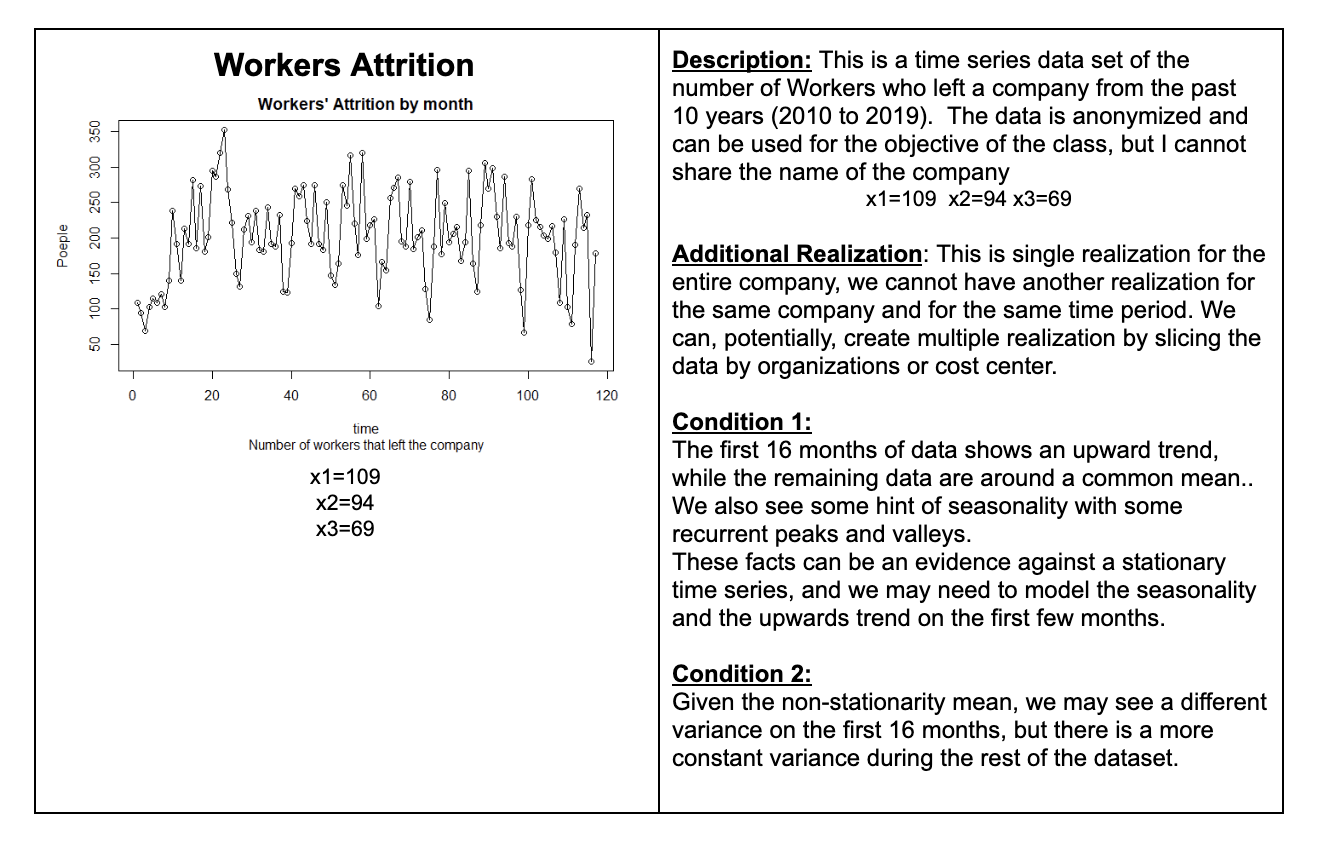 Workers Attrition
Workers' Attrition by month
Poeple
350
300
250
200
150
100
50
0 20 40 60 80 100 120
time
Number of workers that left the company
x1=109
x2=94
x3=69
Description: This is a time series data set of the
number of Workers who left a company from the past
10 years (2010 to 2019).  The data is anonymized and
can be used for the objective of the class, but I cannot
share the name of the company
x1=109  x2=94 x3=69
Additional Realization: This is single realization for the
entire company, we cannot have another realization for
the same company and for the same time period. We
can, potentially, create multiple realization by slicing the
data by organizations or cost center.
Condition 1:
The first 16 months of data shows an upward trend,
while the remaining data are around a common mean..
We also see some hint of seasonality with some
recurrent peaks and valleys.
These facts can be an evidence against a stationary
time series, and we may need to model the seasonality
and the upwards trend on the first few months.
Condition 2:
Given the non-stationarity mean, we may see a different
variance on the first 16 months, but there is a more
constant variance during the rest of the dataset.